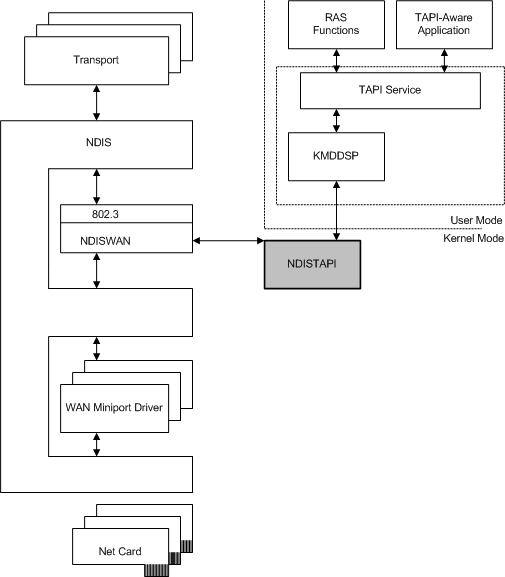 RAS
Functions
TAPI-Aware
Application
Transport
TAPI Service
NDIS
KMDDSP
802.3
User Mode
NDISWAN
Kernel Mode
NDISTAPI
WAN Miniport Driver
Net Card